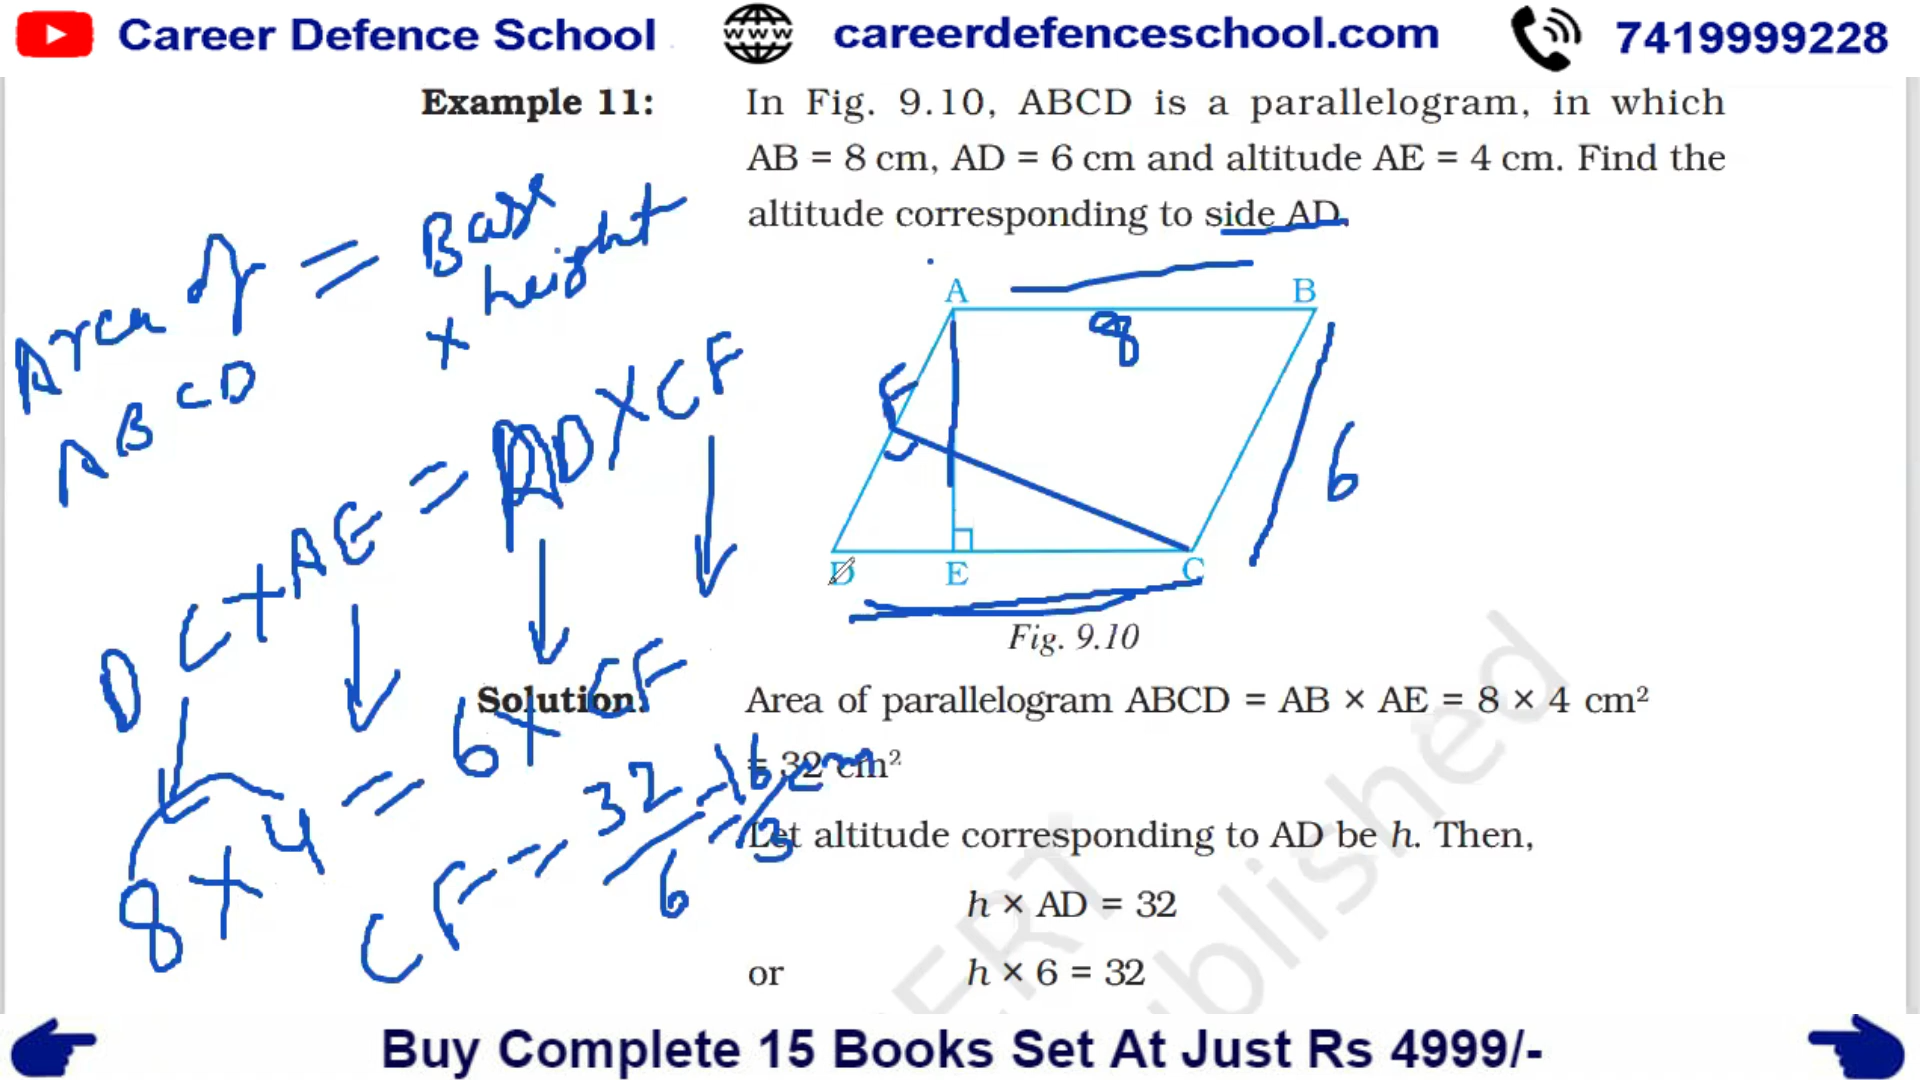 Career Defence School
careerdefenceschool.com
7419999228
Example 11: In Fig. 9.10, ABCD is a parallelogram, in which
AB = 8 cm, AD = 6 cm and altitude AE = 4 cm. Find the
altitude corresponding to side AD.
Area of = Base
× height
ABCD
DC × AE = AD × CF
8 × 4 = 6 × CF
CF = 32/6 = 16/3 cm
A B
8
F
6
D E C
Fig. 9.10
Solution: Area of parallelogram ABCD = AB × AE = 8 × 4 cm²
= 32 cm²
Let altitude corresponding to AD be h. Then,
h × AD = 32
or h × 6 = 32
Buy Complete 15 Books Set At Just Rs 4999/-